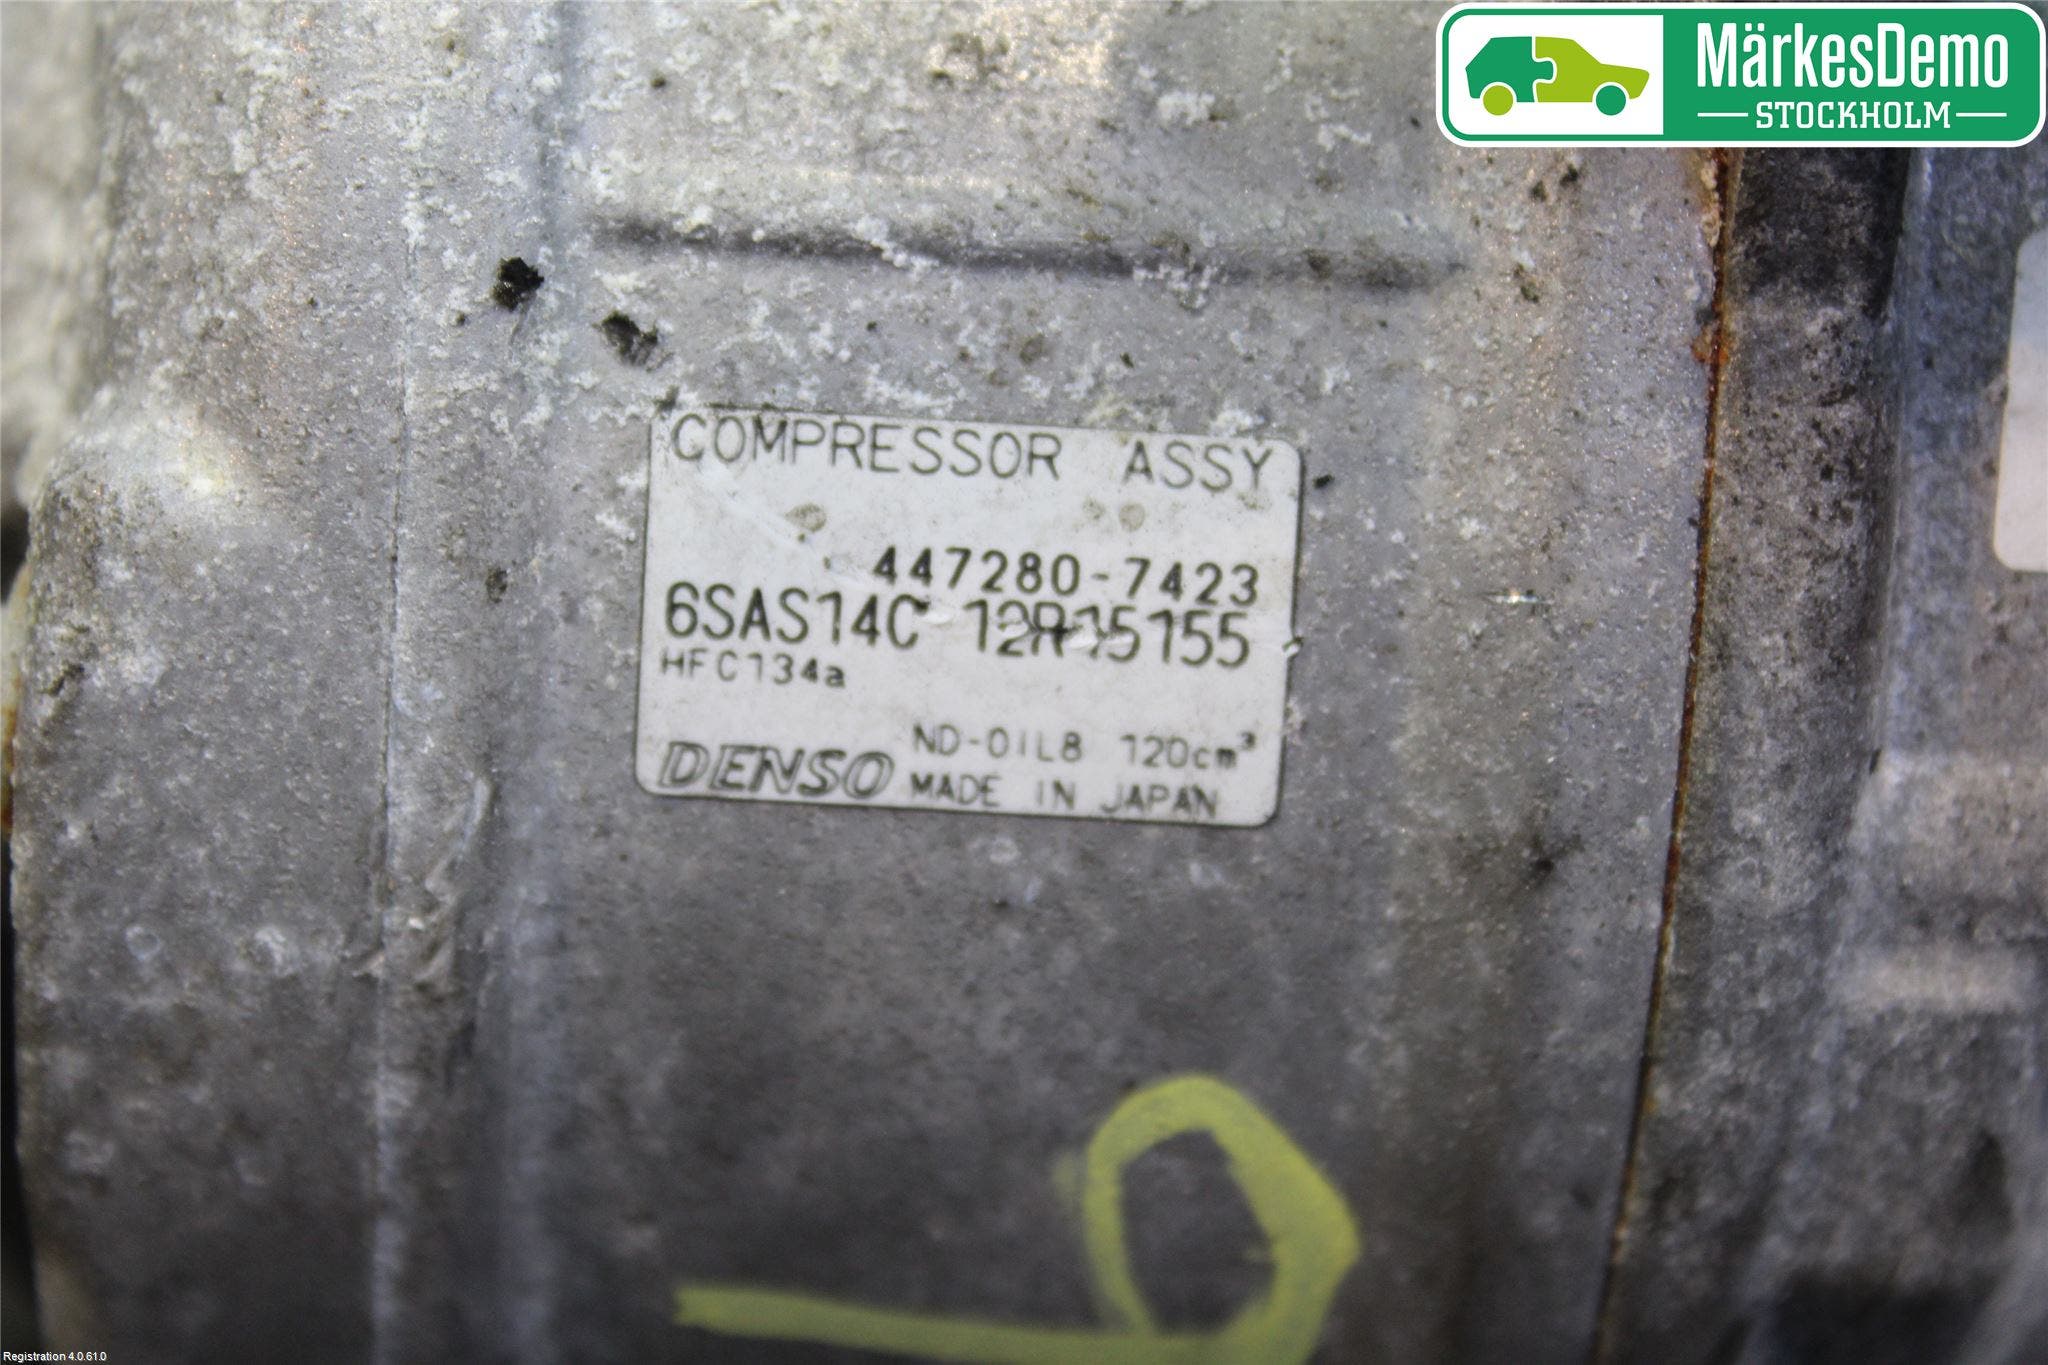 MärkesDemo
STOCKHOLM
COMPRESSOR ASSY
447280-7423
6SAS14C 12R15155
HFC134a
DENSO ND-OIL8 120cm³
MADE IN JAPAN
Registration 4.0.61.0